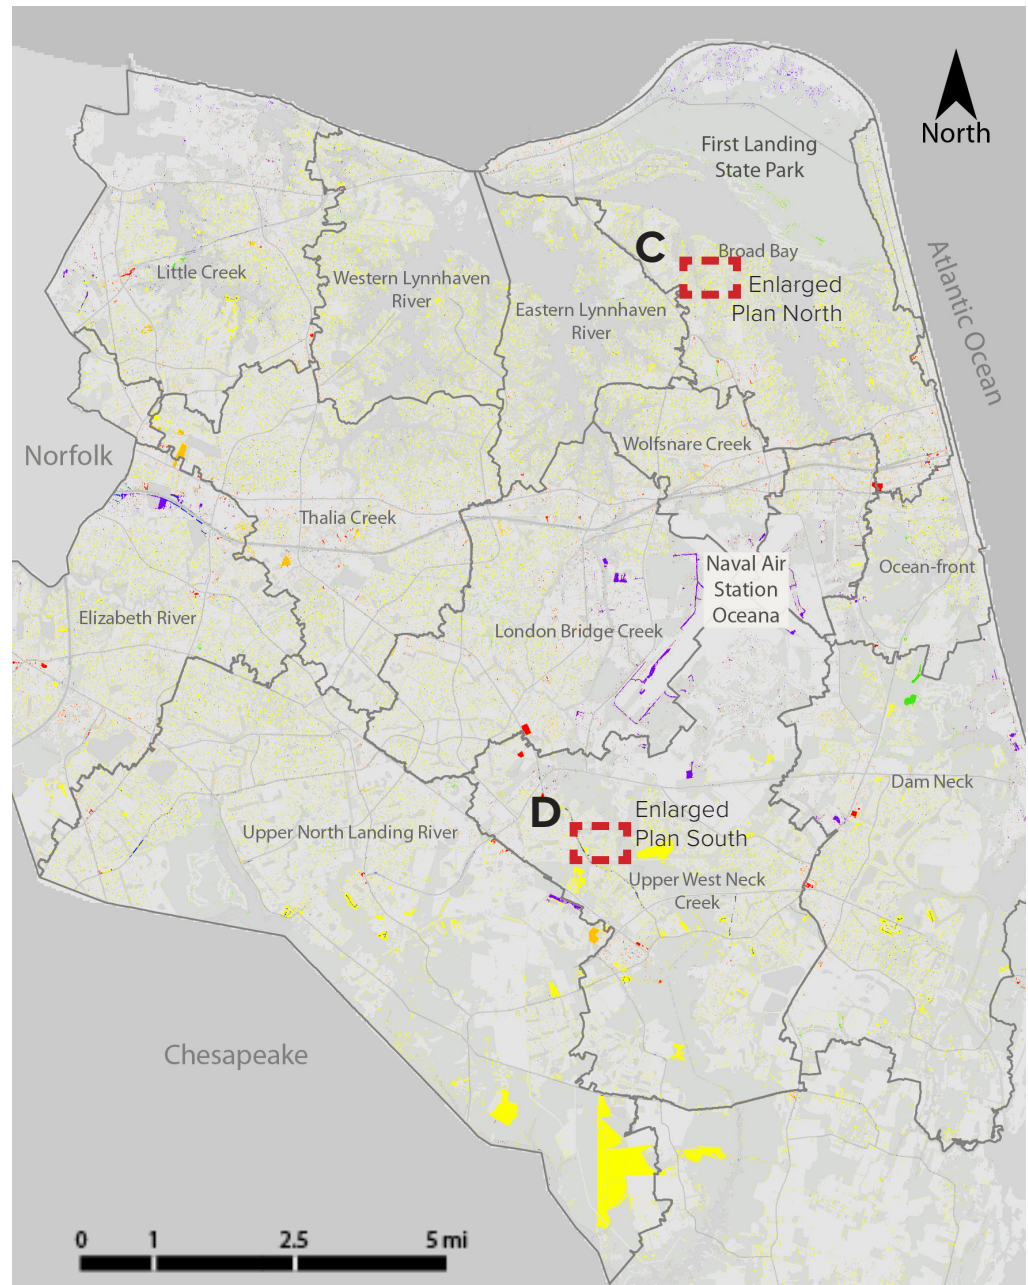 North
First Landing
State Park
C
Broad Bay
Enlarged
Plan North
Atlantic Ocean
Little Creek
Western Lynnhaven
River
Eastern Lynnhaven
River
Norfolk
Wolfsnare Creek
Thalia Creek
Naval Air
Station
Oceana
Ocean-front
Elizabeth River
London Bridge Creek
Dam Neck
D
Enlarged
Plan South
Upper North Landing River
Upper West Neck
Creek
Chesapeake
0 1 2.5 5 mi